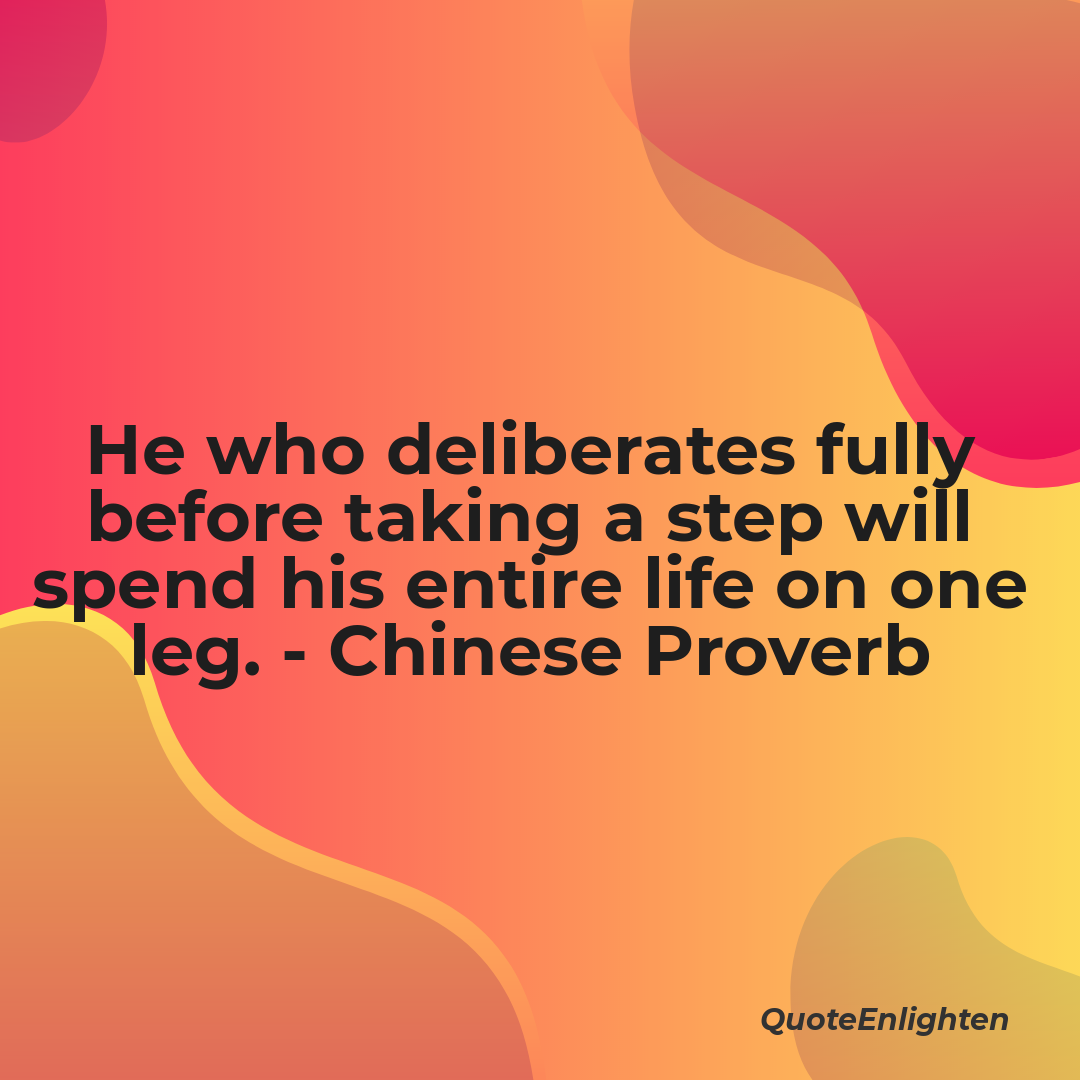 He who deliberates fully
before taking a step will
spend his entire life on one
leg. - Chinese Proverb
QuoteEnlighten